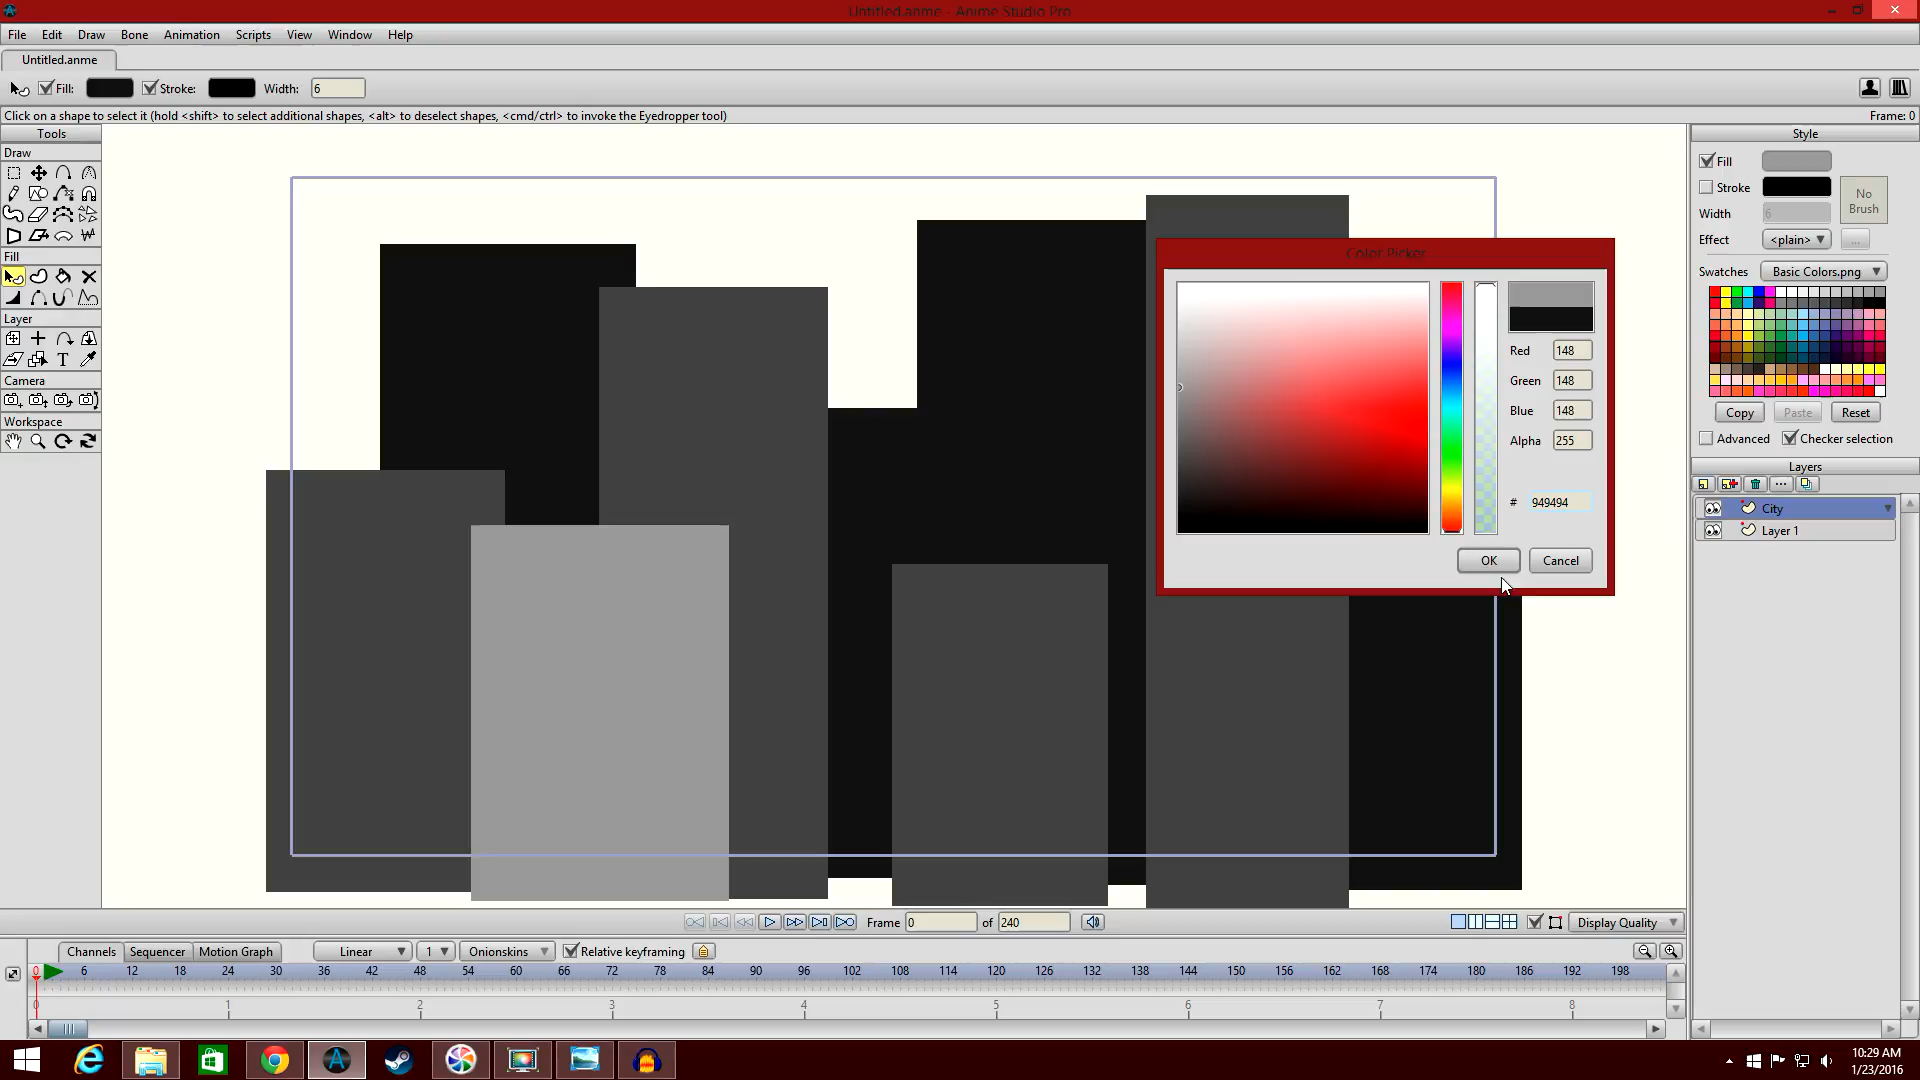 Untitled.anme - Anime Studio Pro
File Edit Draw Bone Animation Scripts View Window Help
Untitled.anme
Fill: Stroke: Width: 6
Click on a shape to select it (hold <shift> to select additional shapes, <alt> to deselect shapes, <cmd/ctrl> to invoke the Eyedropper tool) Frame: 0
Tools
Draw
Fill
Layer
T
Camera
Workspace
Style
Fill
Stroke
No
Brush
Width 6
Effect <plain> ...
Swatches Basic Colors.png
Copy Paste Reset
Advanced Checker selection
Layers
City
Layer 1
Color Picker
Red 148
Green 148
Blue 148
Alpha 255
# 949494
OK Cancel
Frame 0 of 240 Display Quality
Channels Sequencer Motion Graph Linear 1 Onionskins Relative keyframing
0 6 12 18 24 30 36 42 48 54 60 66 72 78 84 90 96 102 108 114 120 126 132 138 144 150 156 162 168 174 180 186 192 198
0 1 2 3 4 5 6 7 8
10:29 AM
1/23/2016